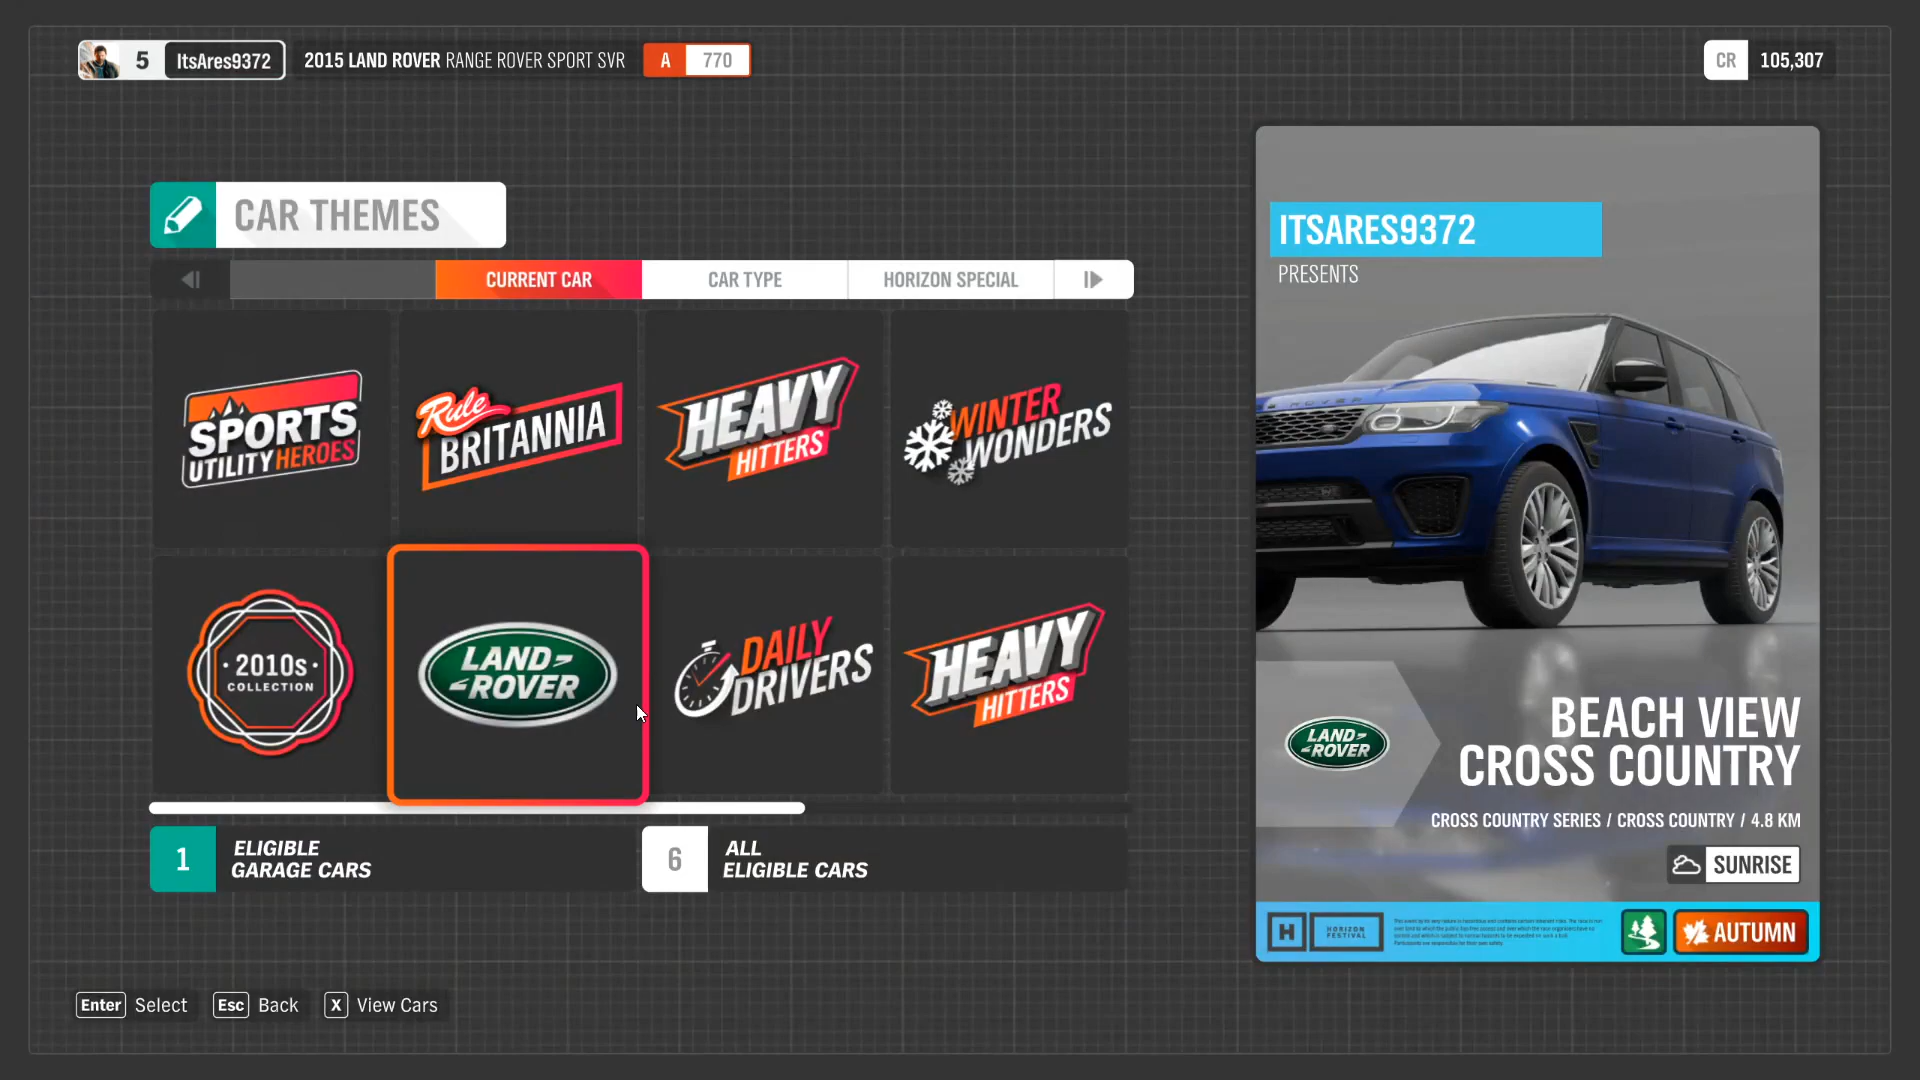 5 ItsAres9372 2015 LAND ROVER RANGE ROVER SPORT SVR A 770
CR 105,307
CAR THEMES
CURRENT CAR CAR TYPE HORIZON SPECIAL
SPORTS
UTILITY HEROES
Rule
BRITANNIA
HEAVY
HITTERS
WINTER
WONDERS
·2010s·
COLLECTION
LAND-
ROVER
DAILY
DRIVERS
HEAVY
HITTERS
1 ELIGIBLE
GARAGE CARS
6 ALL
ELIGIBLE CARS
Enter Select Esc Back X View Cars
ITSARES9372
PRESENTS
LAND-
ROVER
BEACH VIEW
CROSS COUNTRY
CROSS COUNTRY SERIES / CROSS COUNTRY / 4.8 KM
SUNRISE
H HORIZON
FESTIVAL
AUTUMN